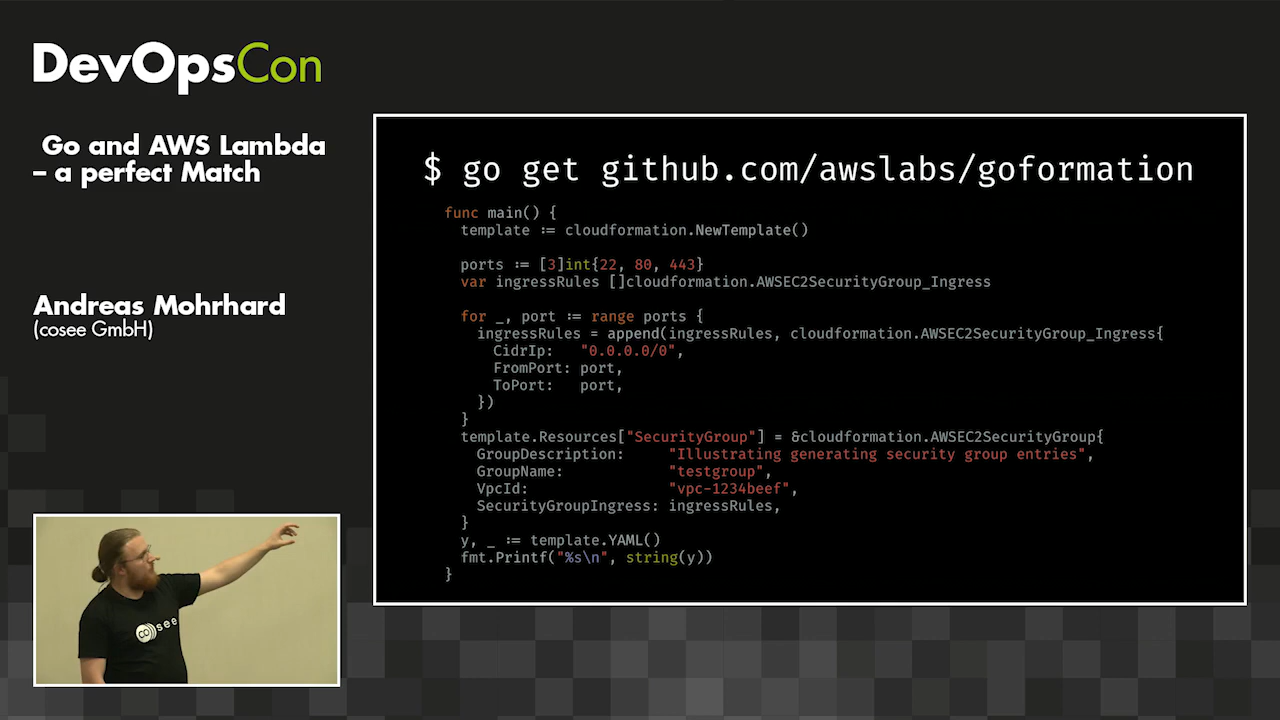 DevOpsCon
Go and AWS Lambda
– a perfect Match
Andreas Mohrhard
(cosee GmbH)
$ go get github.com/awslabs/goformation
func main() {
  template := cloudformation.NewTemplate()
  ports := [3]int{22, 80, 443}
  var ingressRules []cloudformation.AWSEC2SecurityGroup_Ingress
  for _, port := range ports {
    ingressRules = append(ingressRules, cloudformation.AWSEC2SecurityGroup_Ingress{
      CidrIp:   "0.0.0.0/0",
      FromPort: port,
      ToPort:   port,
    })
  }
  template.Resources["SecurityGroup"] = &cloudformation.AWSEC2SecurityGroup{
    GroupDescription:     "Illustrating generating security group entries",
    GroupName:            "testgroup",
    VpcId:                "vpc-1234beef",
    SecurityGroupIngress: ingressRules,
  }
  y, _ := template.YAML()
  fmt.Printf("%s\n", string(y))
}
cosee